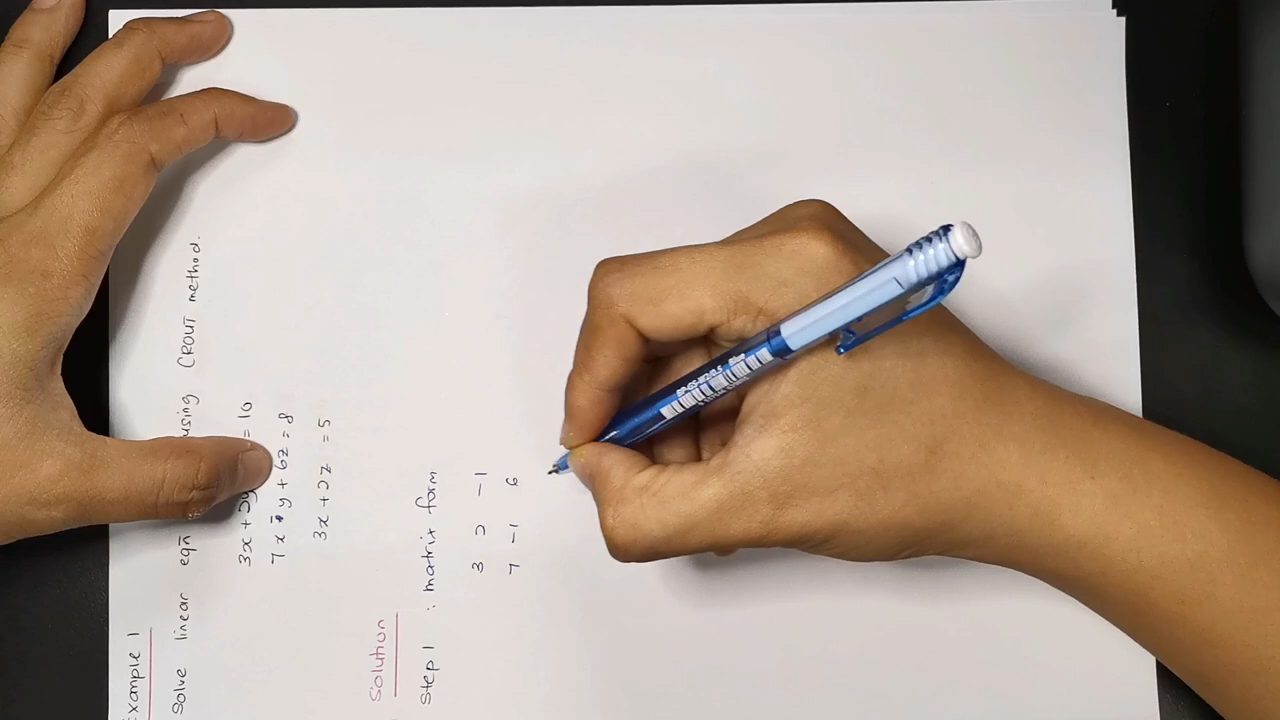 Example 1
Solve linear eqn using CROUT method.
3x + 2y = 10
7x - y + 6z = 8
3x + 2z = 5
Solution
Step 1 : matrix form
3 2 -1
7 -1 6